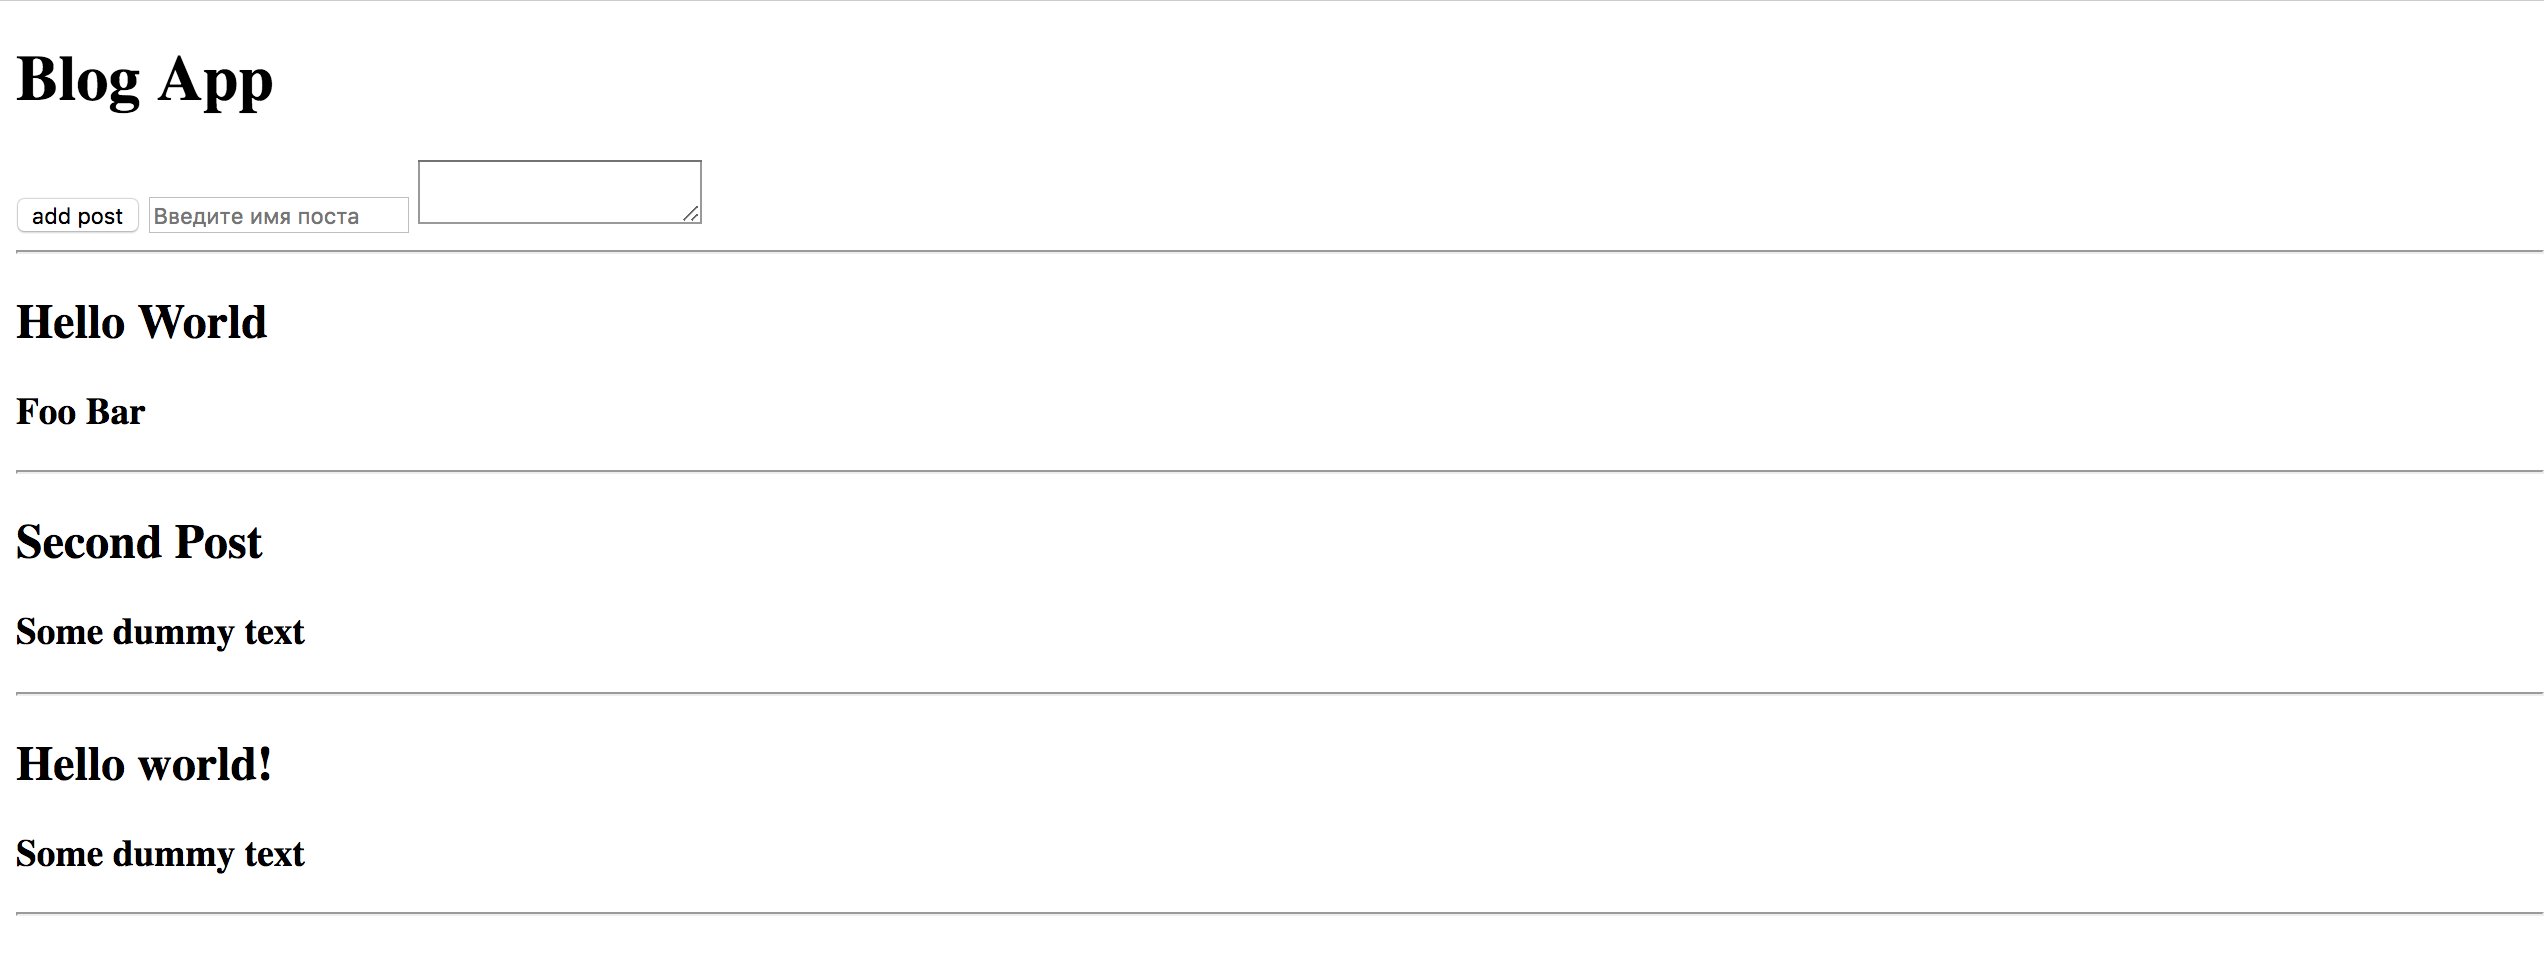 Blog App
add post Введите имя поста
Hello World
Foo Bar
Second Post
Some dummy text
Hello world!
Some dummy text